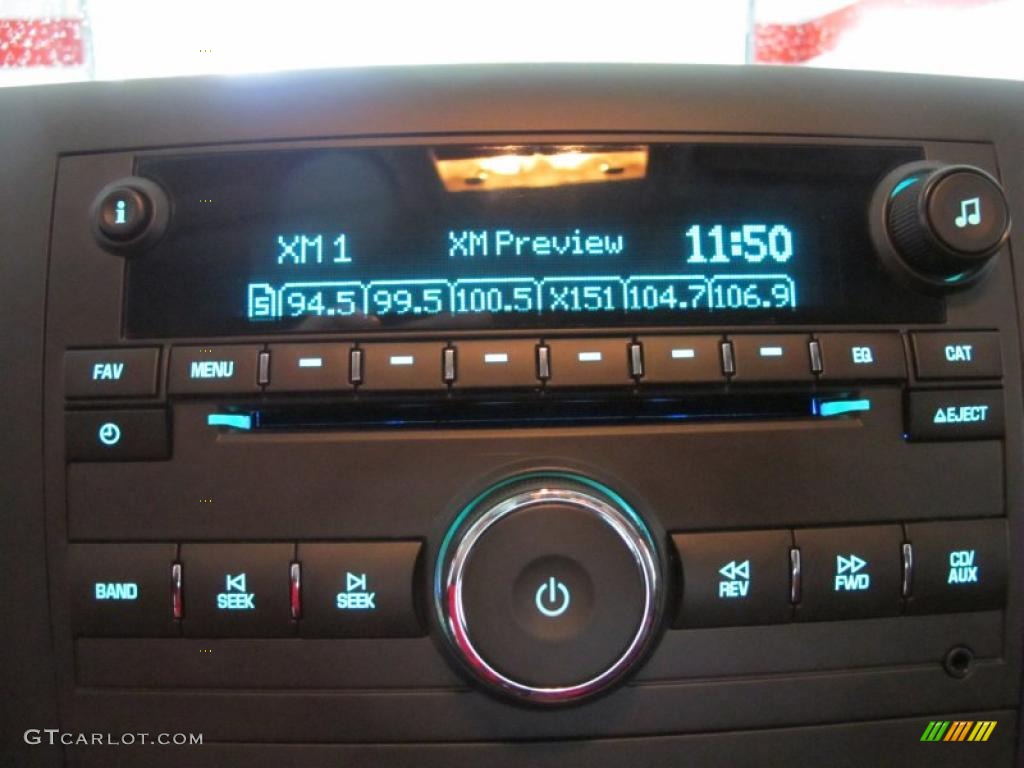 i
XM 1 XM Preview 11:50
5 94.5 99.5 100.5 X151 104.7 106.9
FAV MENU EQ CAT
EJECT
BAND SEEK SEEK REV FWD CD/
AUX
GTCARLOT.COM